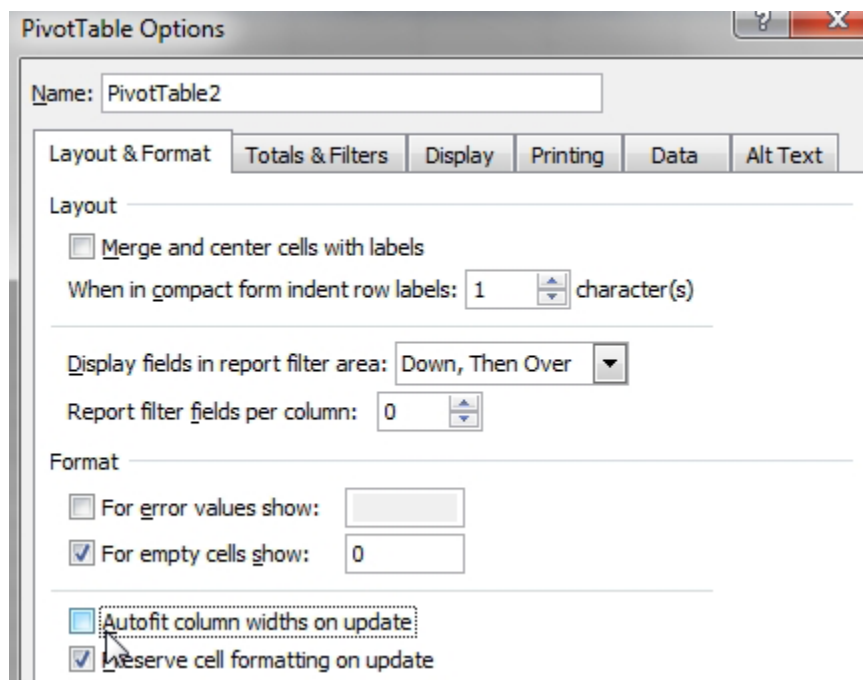 PivotTable Options
?
X
Name: PivotTable2
Layout & Format Totals & Filters Display Printing Data Alt Text
Layout
Merge and center cells with labels
When in compact form indent row labels: 1 character(s)
Display fields in report filter area: Down, Then Over
Report filter fields per column: 0
Format
For error values show:
For empty cells show: 0
Autofit column widths on update
Preserve cell formatting on update